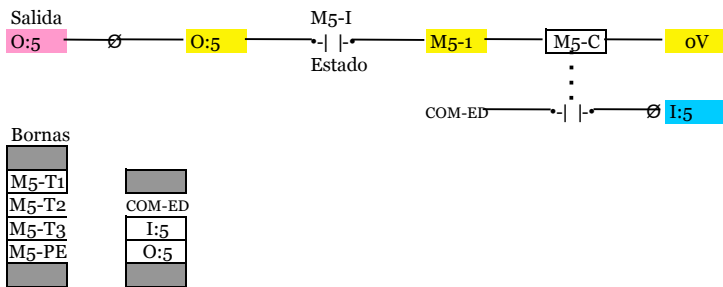 Salida M5-I
O:5 Ø O:5 •-| |-• M5-1 M5-C 0V
Estado
COM-ED •-| |-• Ø I:5
Bornas
M5-T1
M5-T2 COM-ED
M5-T3 I:5
M5-PE O:5